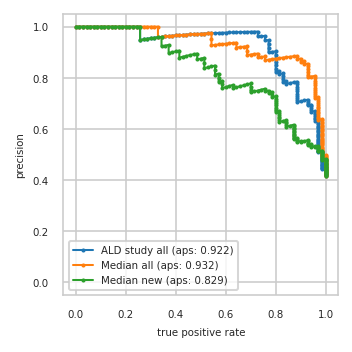 1.0
0.8
0.6
0.4
0.2
0.0
precision
ALD study all (aps: 0.922)
Median all (aps: 0.932)
Median new (aps: 0.829)
0.0 0.2 0.4 0.6 0.8 1.0
true positive rate